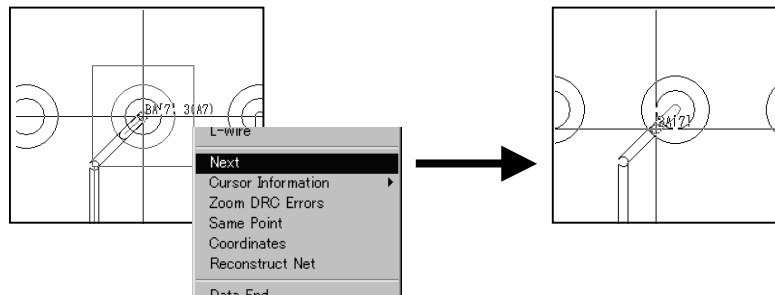 BA[7] 3(A7)
L-wire
Next
Cursor Information
Zoom DRC Errors
Same Point
Coordinates
Reconstruct Net
Data End
BA[7]